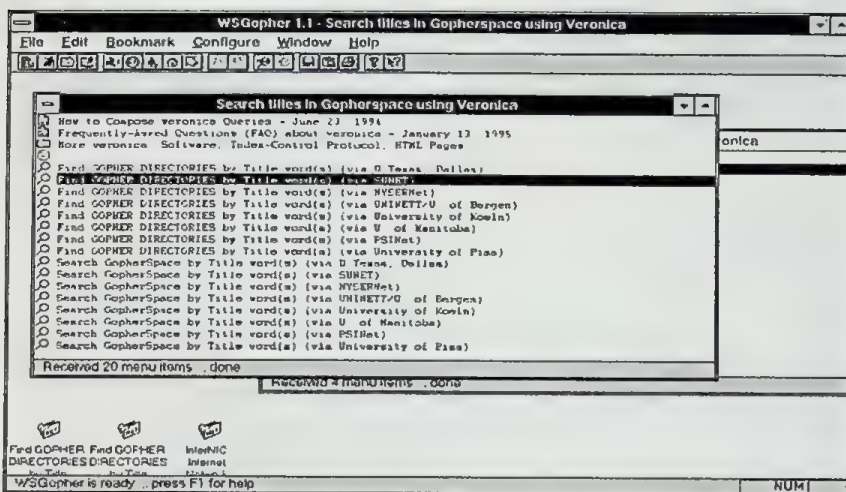 WSGopher 1.1 - Search titles in Gopherspace using Veronica
File Edit Bookmark Configure Window Help
Search titles in Gopherspace using Veronica
How to Compose veronica Queries - June 23 1994
Frequently-Asked Questions (FAQ) about veronica - January 13 1995
More veronica Software, Index-Control Protocol, HTML Pages
onica
Find GOPHER DIRECTORIES by Title word(s) (via U Texas, Dallas)
Find GOPHER DIRECTORIES by Title word(s) (via SUNET)
Find GOPHER DIRECTORIES by Title word(s) (via NYSERNet)
Find GOPHER DIRECTORIES by Title word(s) (via UNINETT/U of Bergen)
Find GOPHER DIRECTORIES by Title word(s) (via University of Koeln)
Find GOPHER DIRECTORIES by Title word(s) (via U of Manitoba)
Find GOPHER DIRECTORIES by Title word(s) (via PSINet)
Find GOPHER DIRECTORIES by Title word(s) (via University of Pisa)
Search GopherSpace by Title word(s) (via U Texas, Dallas)
Search GopherSpace by Title word(s) (via SUNET)
Search GopherSpace by Title word(s) (via NYSERNet)
Search GopherSpace by Title word(s) (via UNINETT/U of Bergen)
Search GopherSpace by Title word(s) (via University of Koeln)
Search GopherSpace by Title word(s) (via U of Manitoba)
Search GopherSpace by Title word(s) (via PSINet)
Search GopherSpace by Title word(s) (via University of Pisa)
Received 20 menu items ..done
Received 4 menu items ..done
Find GOPHER Find GOPHER InterNIC
DIRECTORIES DIRECTORIES Internet
by Title by Title
WSGopher is ready .. press F1 for help NUM